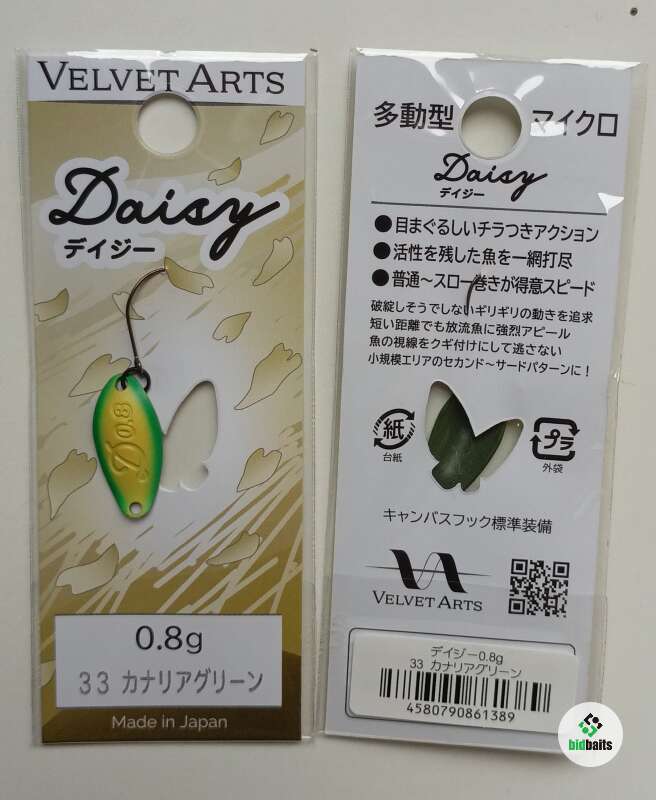 VELVET ARTS
Daisy
デイジー
D0.8
0.8g
33 カナリアグリーン
Made in Japan
多動型 マイクロ
Daisy
デイジー
●目まぐるしいチラつきアクション
●活性を残した魚を一網打尽
●普通〜スロー巻きが得意スピード
破綻しそうでしないギリギリの動きを追求
短い距離でも放流魚に強烈アピール
魚の視線をクギ付けにして逃さない
小規模エリアのセカンド〜サードパターンに！
紙
台紙
プラ
外袋
キャンバスフック標準装備
VELVET ARTS
デイジー0.8g
33 カナリアグリーン
4580790861389
bidbaits